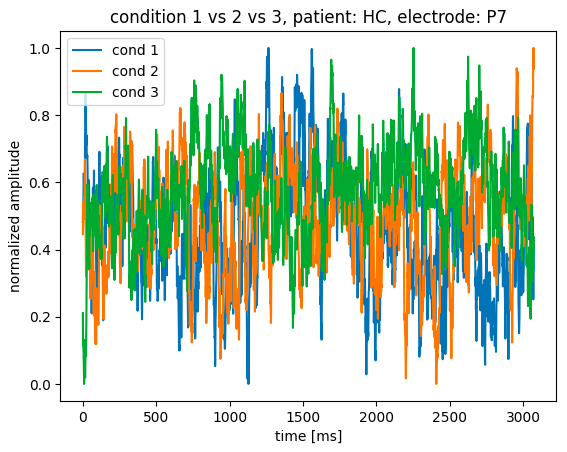 condition 1 vs 2 vs 3, patient: HC, electrode: P7
cond 1
cond 2
cond 3
normalized amplitude
1.0
0.8
0.6
0.4
0.2
0.0
0 500 1000 1500 2000 2500 3000
time [ms]